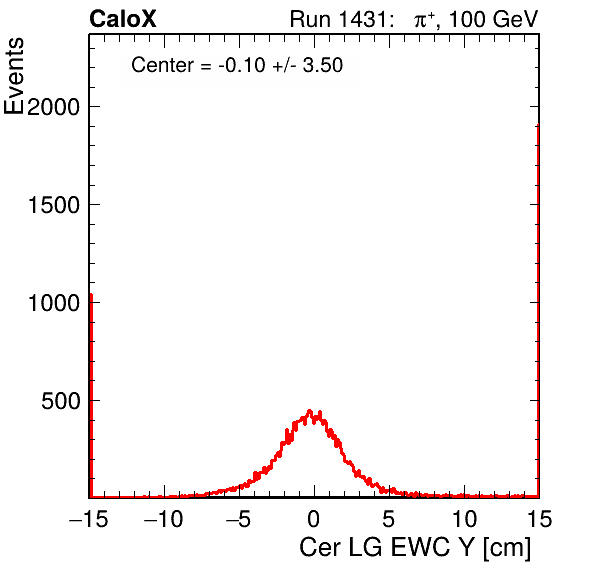 CaloX Run 1431: π⁺, 100 GeV
Center = -0.10 +/- 3.50
Events
2000
1500
1000
500
−15 −10 −5 0 5 10 15
Cer LG EWC Y [cm]